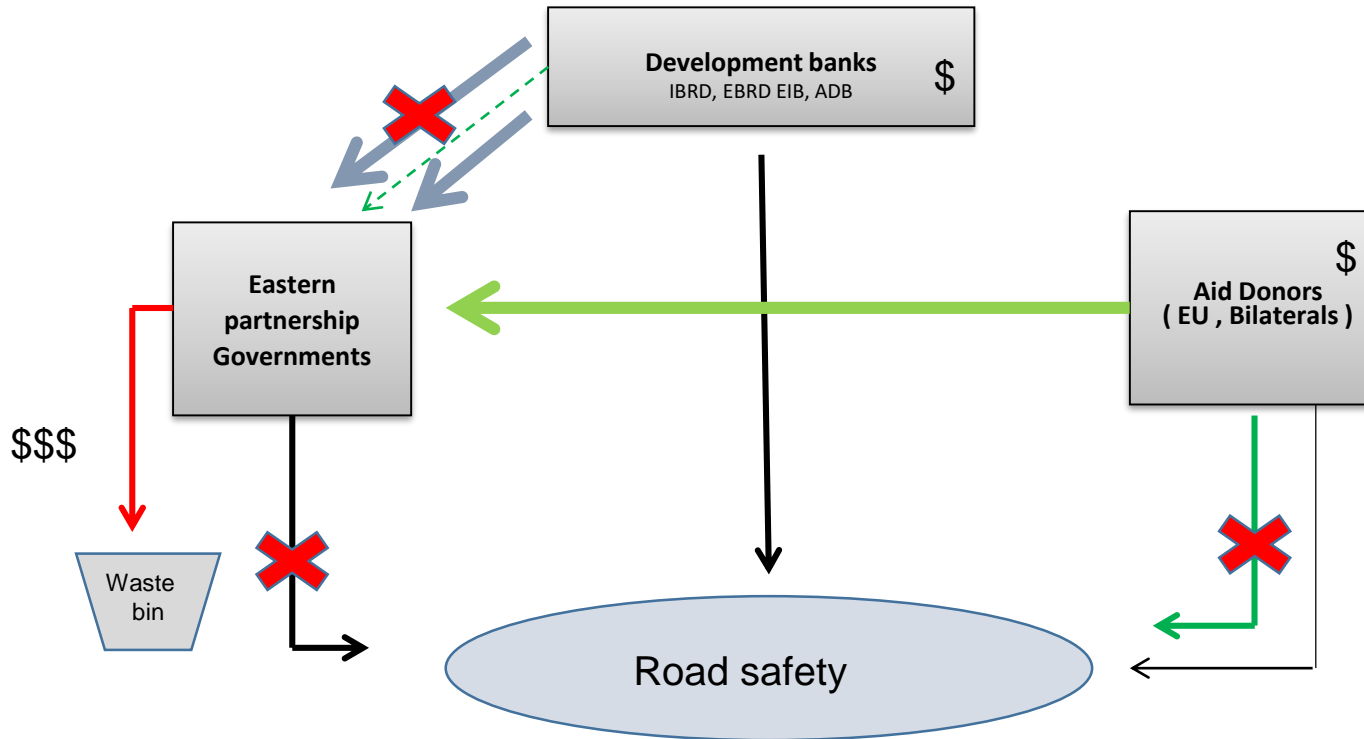 Development banks
IBRD, EBRD EIB, ADB
$
Eastern
partnership
Governments
$
Aid Donors
( EU , Bilaterals )
$$$
Waste
bin
Road safety